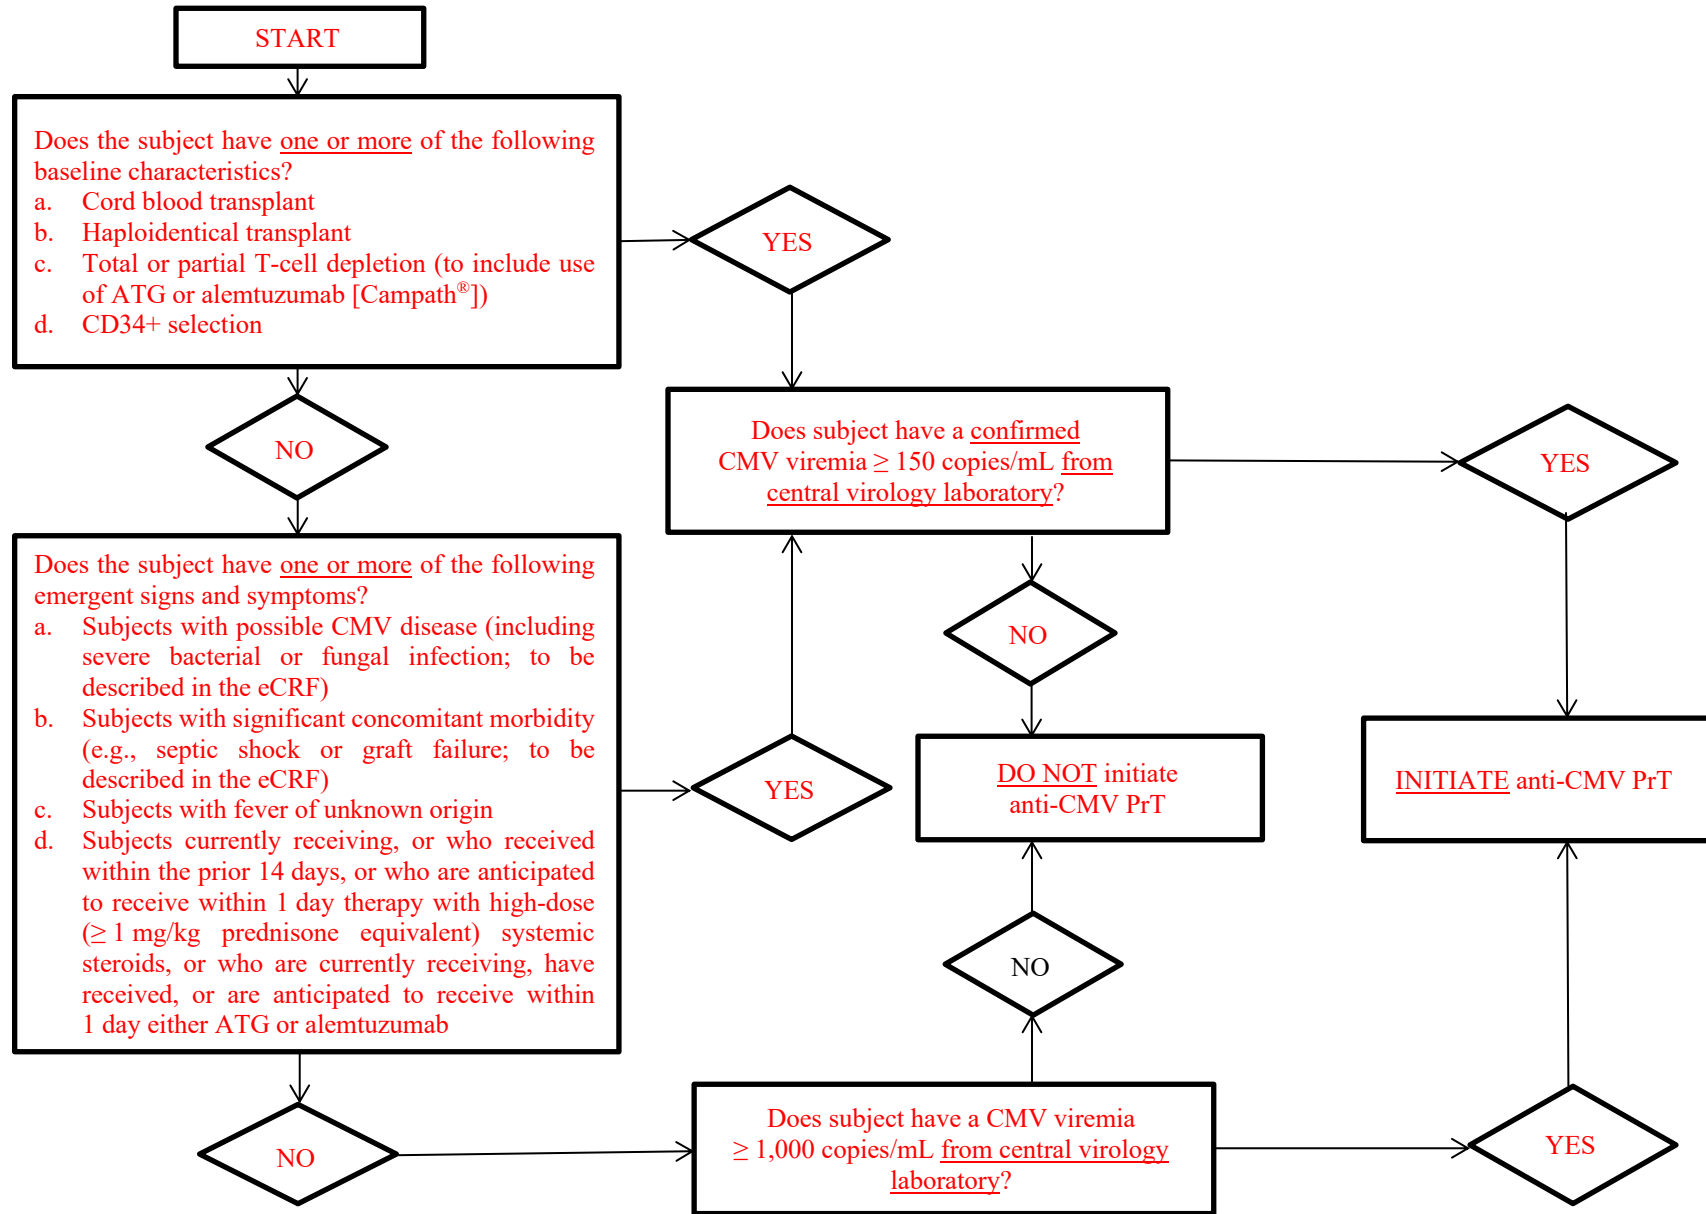 START
Does the subject have one or more of the following
baseline characteristics?
a. Cord blood transplant
b. Haploidentical transplant
c. Total or partial T-cell depletion (to include use
of ATG or alemtuzumab [Campath®])
d. CD34+ selection
YES
NO
Does subject have a confirmed
CMV viremia ≥ 150 copies/mL from
central virology laboratory?
YES
NO
Does the subject have one or more of the following
emergent signs and symptoms?
a. Subjects with possible CMV disease (including
severe bacterial or fungal infection; to be
described in the eCRF)
b. Subjects with significant concomitant morbidity
(e.g., septic shock or graft failure; to be
described in the eCRF)
c. Subjects with fever of unknown origin
d. Subjects currently receiving, or who received
within the prior 14 days, or who are anticipated
to receive within 1 day therapy with high-dose
(≥ 1 mg/kg prednisone equivalent) systemic
steroids, or who are currently receiving, have
received, or are anticipated to receive within
1 day either ATG or alemtuzumab
YES
DO NOT initiate
anti-CMV PrT
INITIATE anti-CMV PrT
NO
NO
Does subject have a CMV viremia
≥ 1,000 copies/mL from central virology
laboratory?
YES